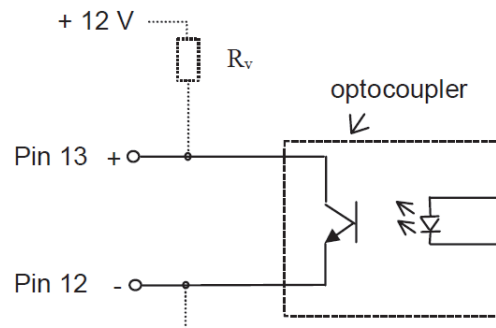 + 12 V
Rv
optocoupler
Pin 13 +
Pin 12 -